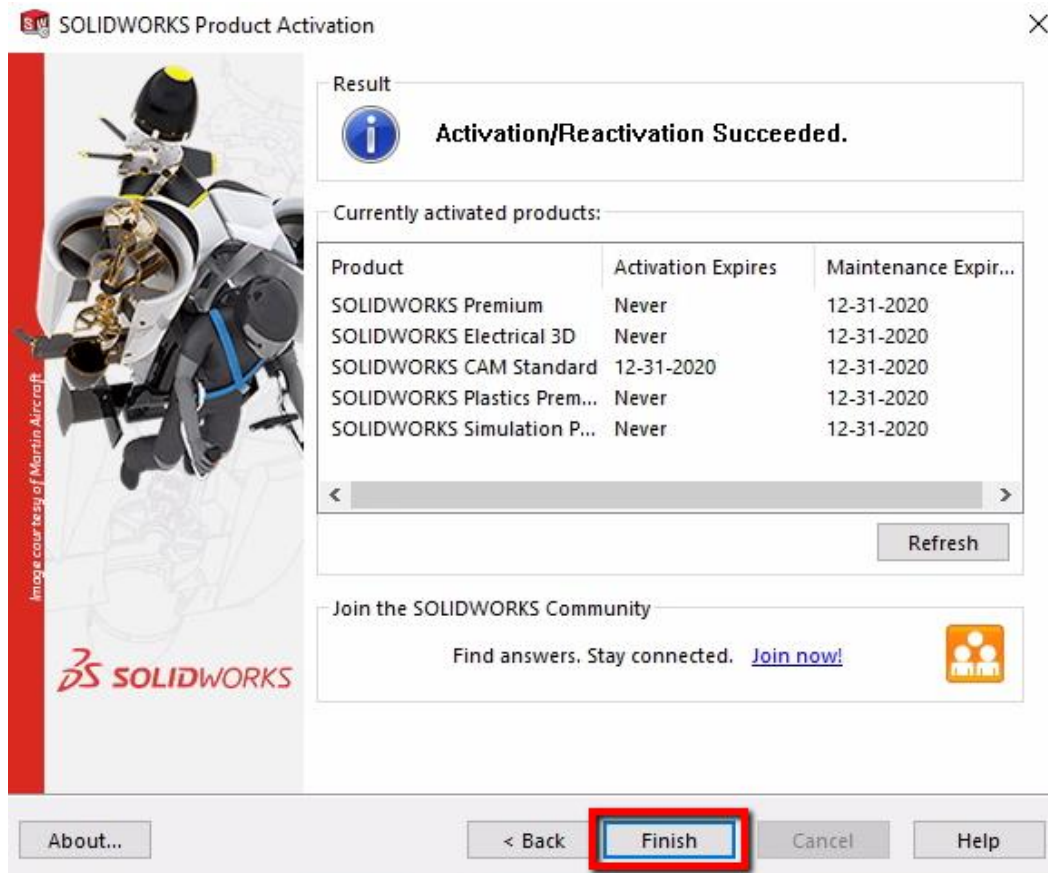 SW SOLIDWORKS Product Activation
Result
Activation/Reactivation Succeeded.
Currently activated products:
Product Activation Expires Maintenance Expir...
SOLIDWORKS Premium Never 12-31-2020
SOLIDWORKS Electrical 3D Never 12-31-2020
SOLIDWORKS CAM Standard 12-31-2020 12-31-2020
SOLIDWORKS Plastics Prem... Never 12-31-2020
SOLIDWORKS Simulation P... Never 12-31-2020
Refresh
Join the SOLIDWORKS Community
Find answers. Stay connected. Join now!
Image courtesy of Martin Aircraft
3S SOLIDWORKS
About... < Back Finish Cancel Help